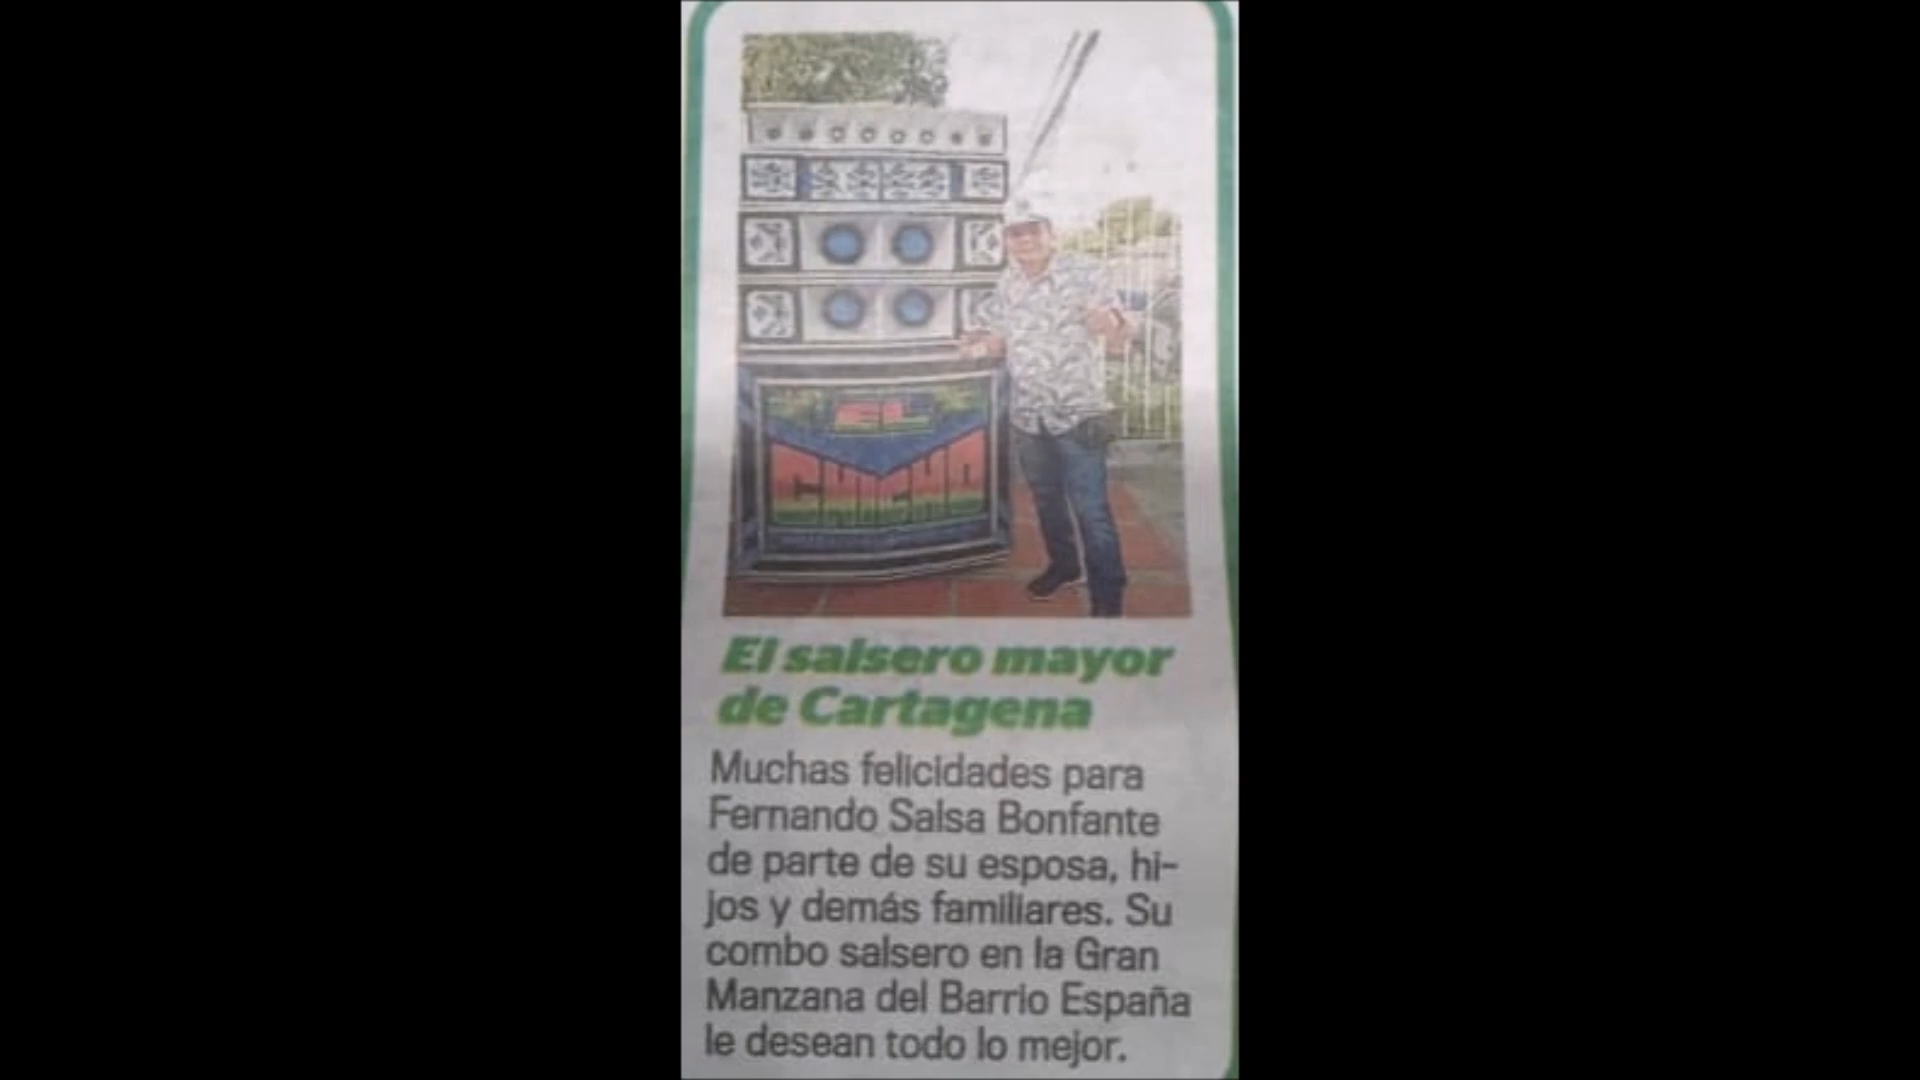 EL
El salsero mayor
de Cartagena
Muchas felicidades para
Fernando Salsa Bonfante
de parte de su esposa, hi-
jos y demás familiares. Su
combo salsero en la Gran
Manzana del Barrio España
le desean todo lo mejor.